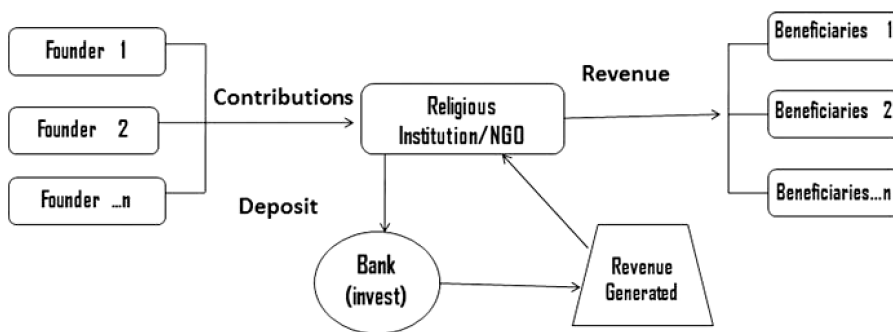 Founder 1
Founder 2
Founder ...n
Contributions
Religious
Institution/NGO
Deposit
Bank
(invest)
Revenue
Generated
Revenue
Beneficiaries 1
Beneficiaries 2
Beneficiaries...n